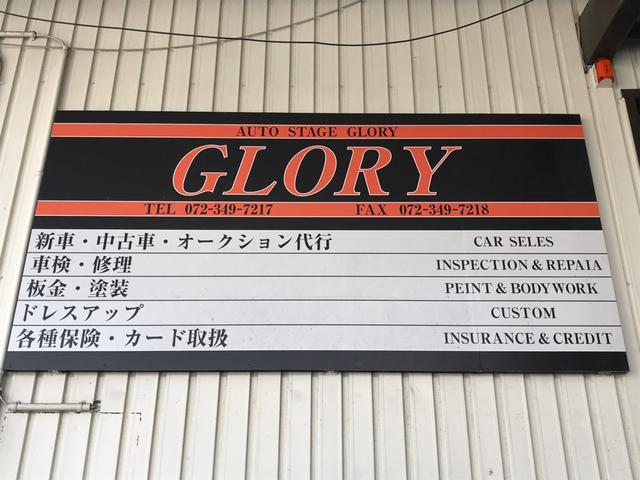 AUTO STAGE GLORY
GLORY
TEL 072-349-7217 FAX 072-349-7218
新車・中古車・オークション代行 CAR SELES
車検・修理 INSPECTION & REPAIA
板金・塗装 PEINT & BODYWORK
ドレスアップ CUSTOM
各種保険・カード取扱 INSURANCE & CREDIT